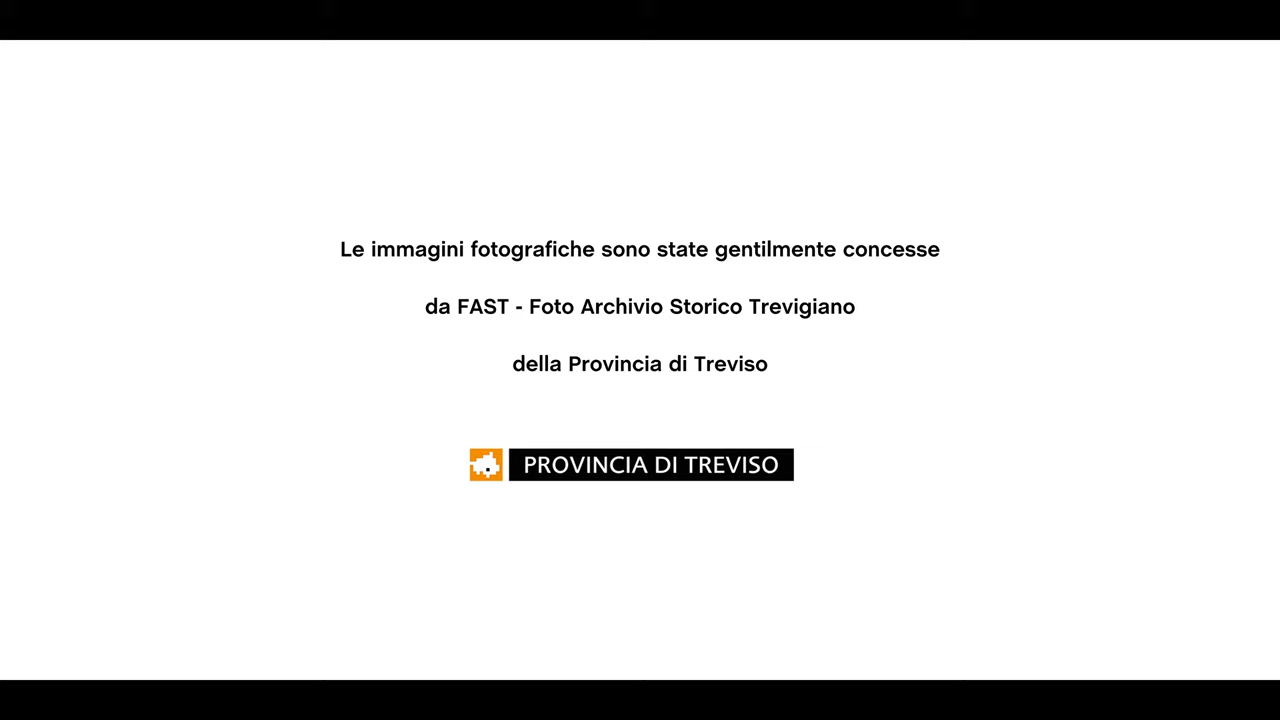 Le immagini fotografiche sono state gentilmente concesse
da FAST - Foto Archivio Storico Trevigiano
della Provincia di Treviso
PROVINCIA DI TREVISO